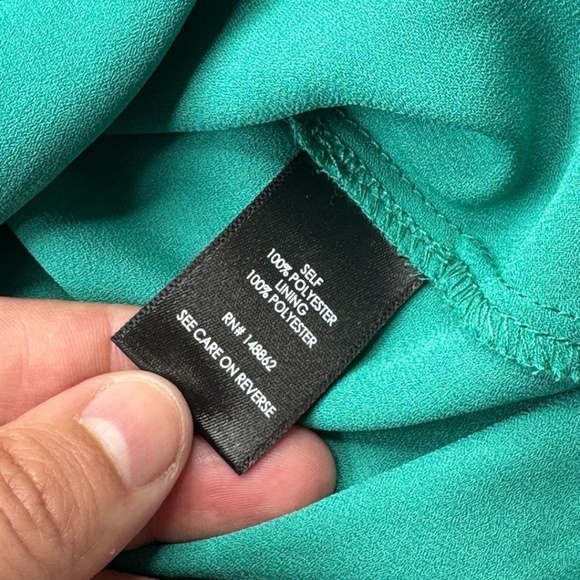 SELF
100% POLYESTER
LINING
100% POLYESTER
RN# 148862
SEE CARE ON REVERSE